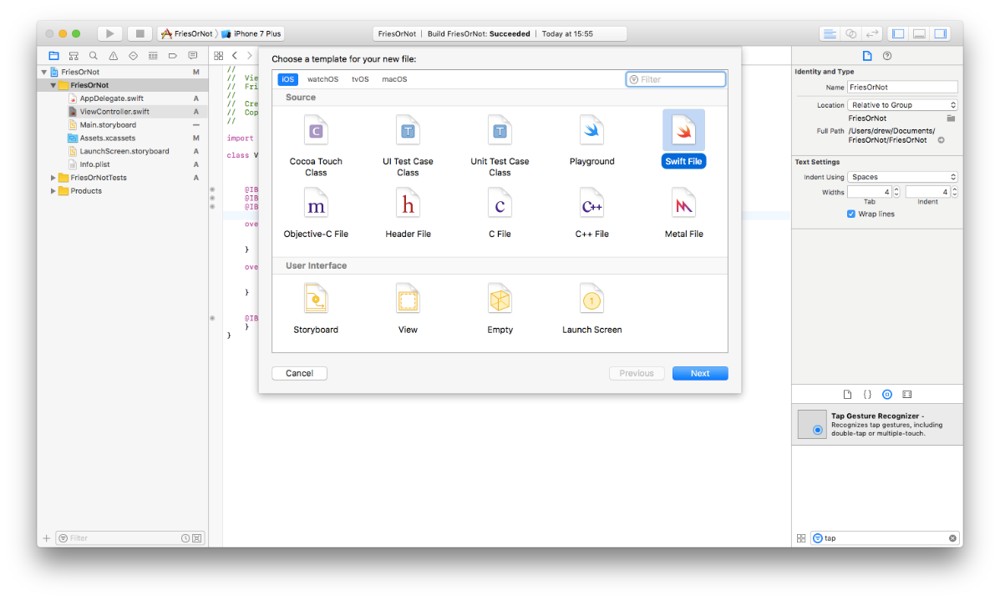 FriesOrNot 〉 iPhone 7 Plus
FriesOrNot | Build FriesOrNot: Succeeded | Today at 15:55
FriesOrNot M
FriesOrNot
AppDelegate.swift A
ViewController.swift A
Main.storyboard —
Assets.xcassets M
LaunchScreen.storyboard A
Info.plist A
FriesOrNotTests A
Products
Filter
//
// Vie
// Fri
//
// Cre
// Cop
//
import
class V
@IB
@IB
@IB
ove
}
ove
}
@IB
}
}
Choose a template for your new file:
iOS watchOS tvOS macOS
Filter
Source
C T T
Cocoa Touch
Class
UI Test Case
Class
Unit Test Case
Class
Playground
Swift File
m h c C++
Objective-C File
Header File
C File
C++ File
Metal File
User Interface
1
Storyboard
View
Empty
Launch Screen
Cancel
Previous
Next
Identity and Type
Name FriesOrNot
Location Relative to Group
FriesOrNot
Full Path /Users/drew/Documents/
FriesOrNot/FriesOrNot
Text Settings
Indent Using Spaces
Widths 4 4
Tab Indent
Wrap lines
{ }
Tap Gesture Recognizer -
Recognizes tap gestures, including
double-tap or multiple-touch.
tap